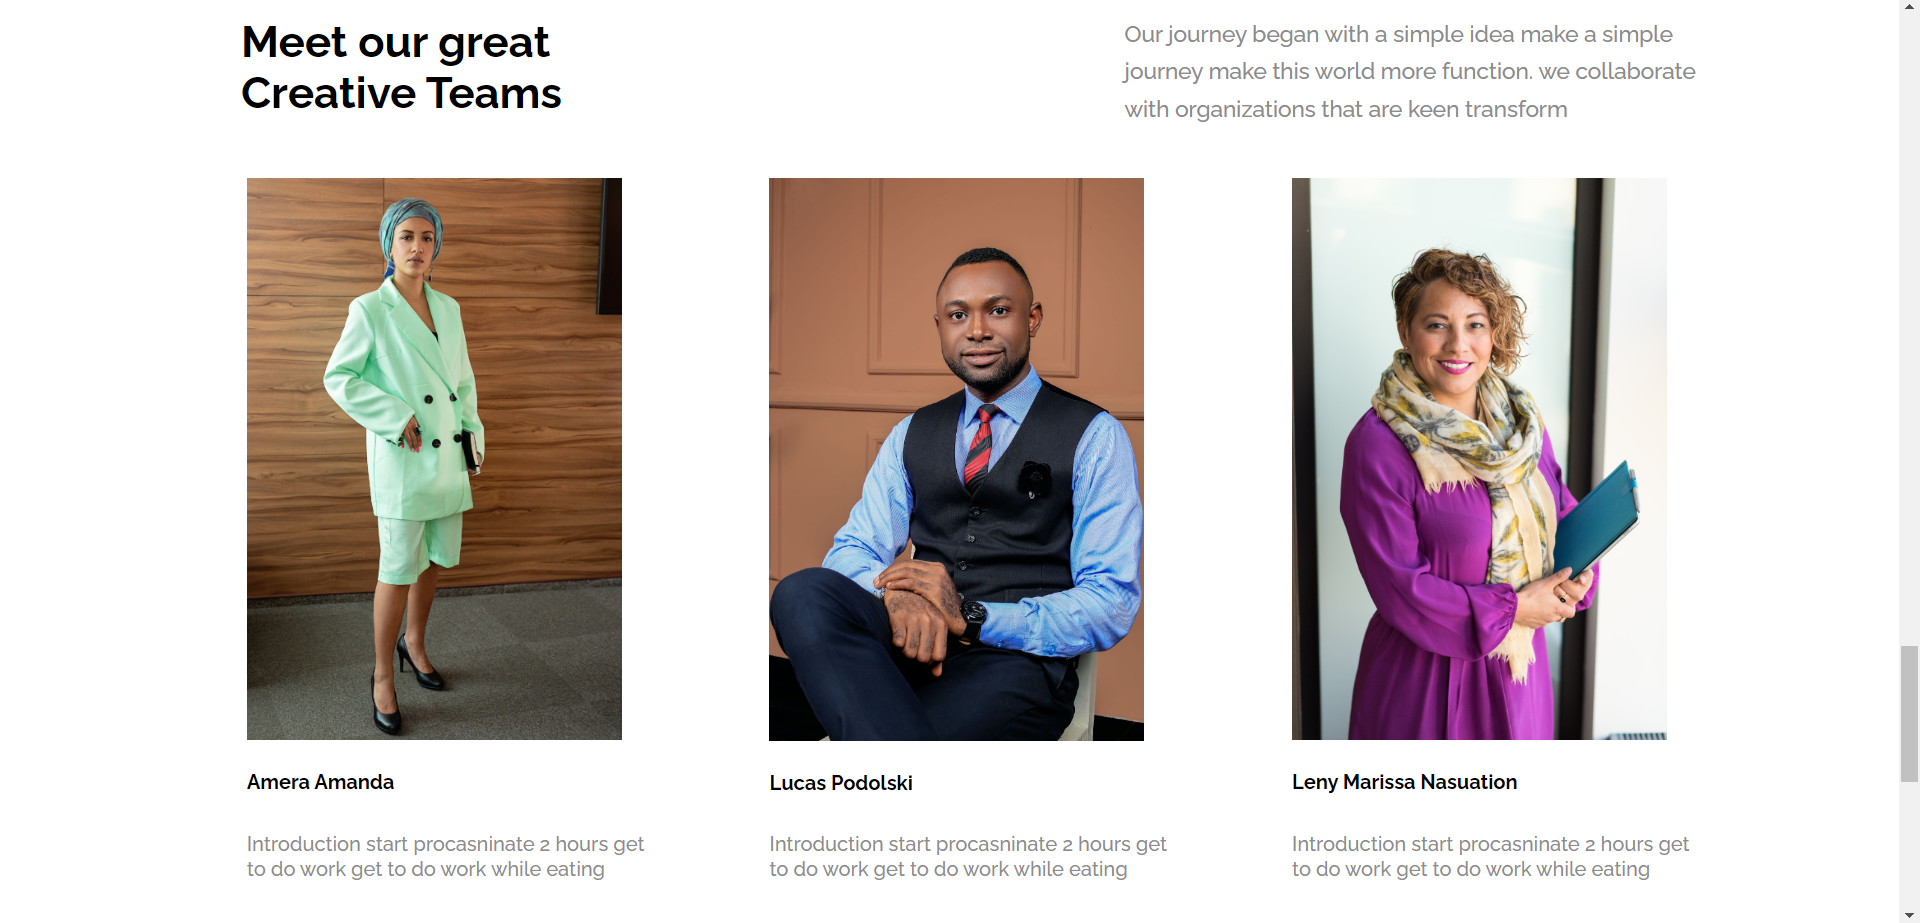 Meet our great
Creative Teams
Our journey began with a simple idea make a simple
journey make this world more function. we collaborate
with organizations that are keen transform
Amera Amanda
Introduction start procasninate 2 hours get
to do work get to do work while eating
Lucas Podolski
Introduction start procasninate 2 hours get
to do work get to do work while eating
Leny Marissa Nasuation
Introduction start procasninate 2 hours get
to do work get to do work while eating